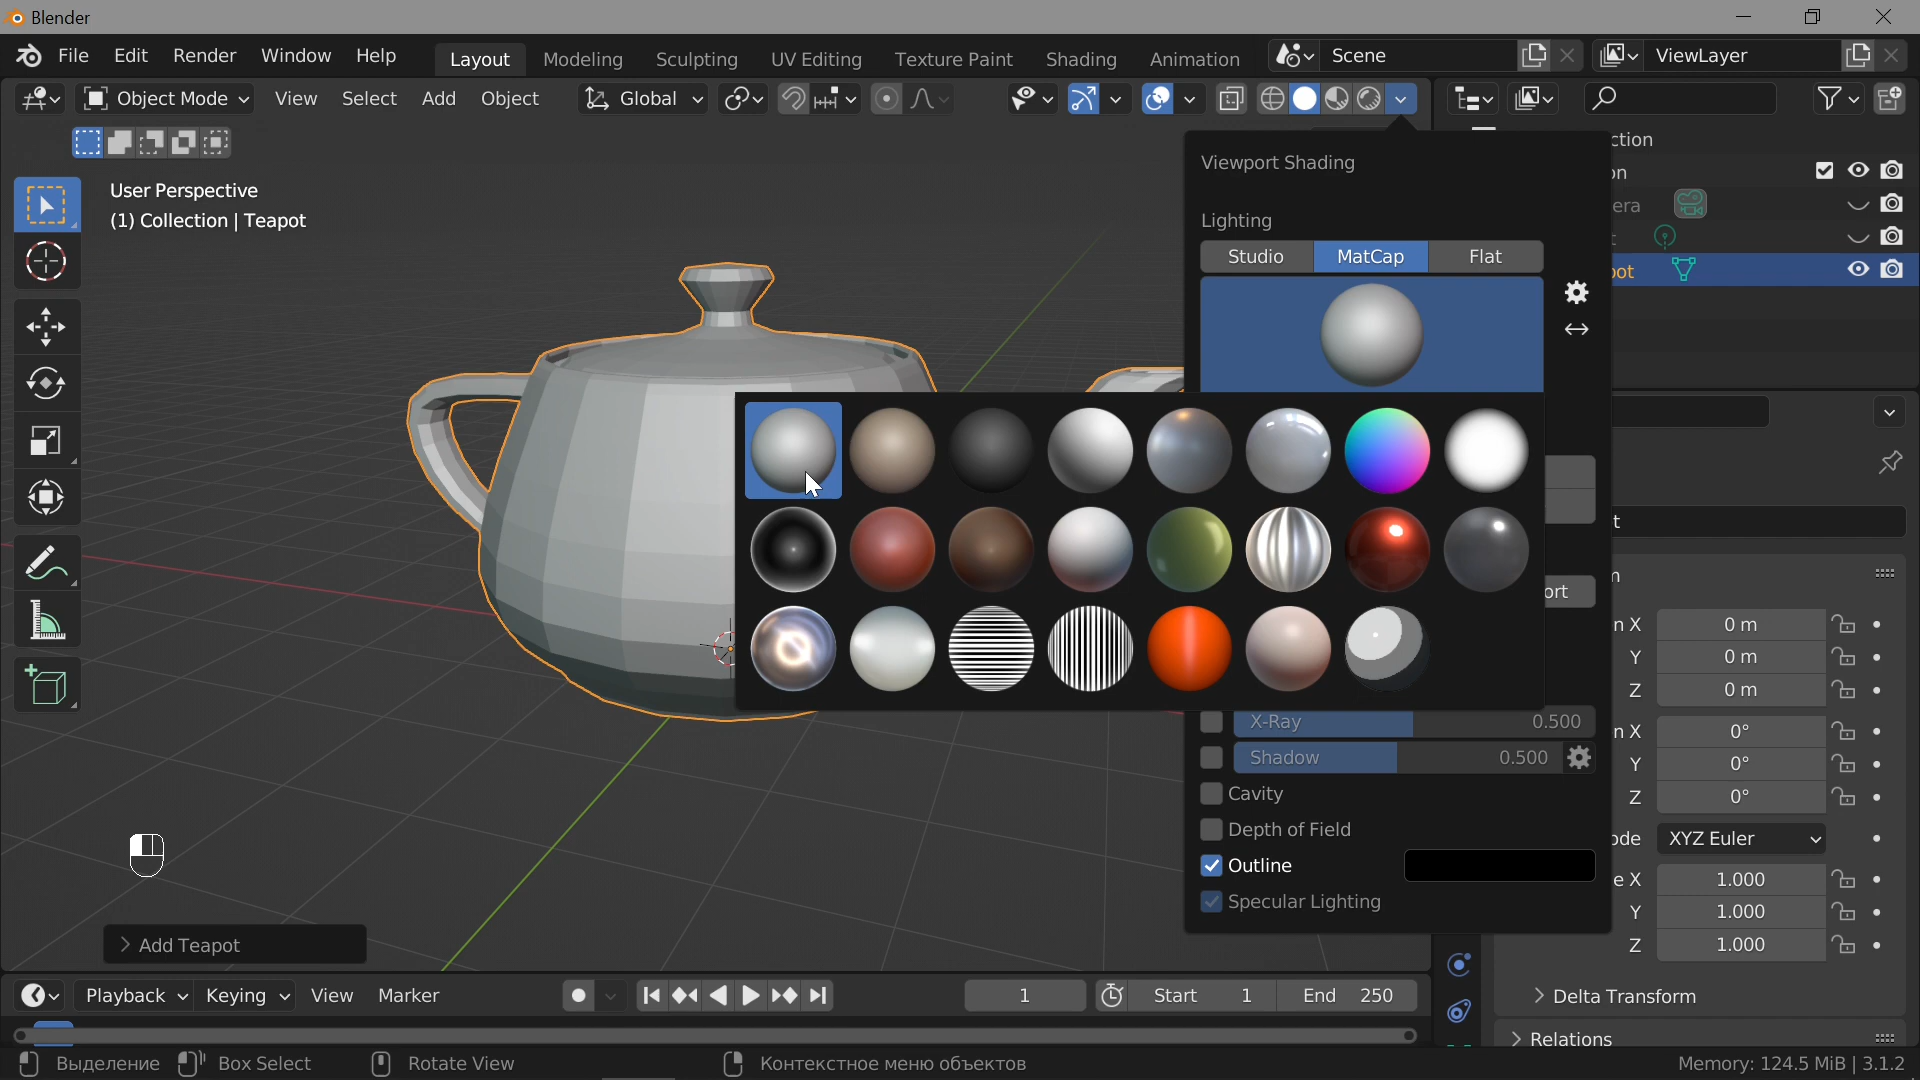 Blender
File Edit Render Window Help Layout Modeling Sculpting UV Editing Texture Paint Shading Animation Scene ViewLayer
Object Mode View Select Add Object Global
User Perspective
(1) Collection | Teapot
Viewport Shading
Lighting
Studio MatCap Flat
ction
on
era
t
pot
t
ort
n
n X 0 m
Y 0 m
Z 0 m
X-Ray 0.500
n X 0°
Shadow 0.500
Y 0°
Cavity
Z 0°
Depth of Field
ode XYZ Euler
Outline
e X 1.000
Specular Lighting
Y 1.000
Z 1.000
Add Teapot
Playback Keying View Marker 1 Start 1 End 250
Delta Transform
Relations
Выделение Box Select Rotate View Контекстное меню объектов Memory: 124.5 MiB | 3.1.2